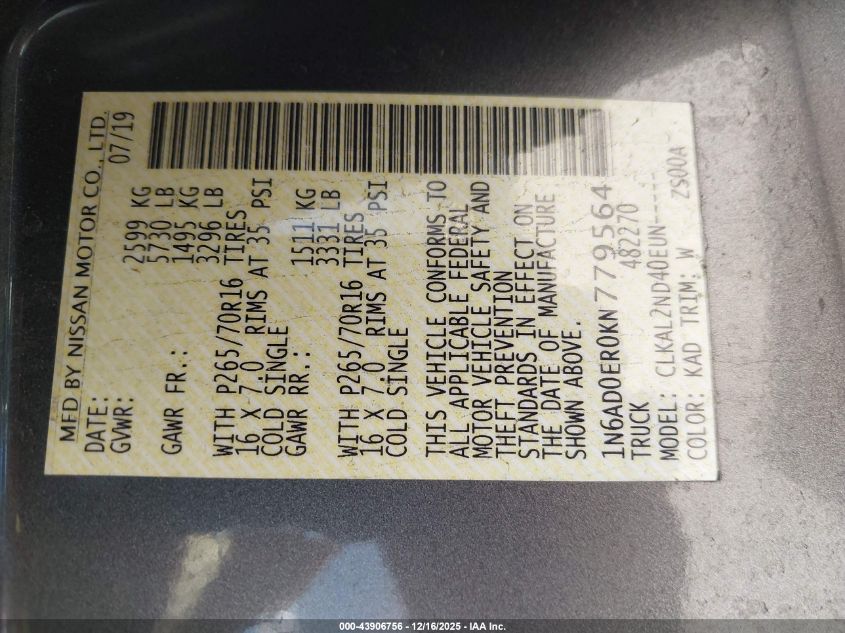 MFD BY NISSAN MOTOR CO., LTD.
DATE: 07/19
GVWR: 2599 KG
5730 LB
GAWR FR.: 1495 KG
3296 LB
WITH P265/70R16 TIRES
16 X 7.0 RIMS AT 35 PSI
COLD SINGLE
GAWR RR.: 1511 KG
3331 LB
WITH P265/70R16 TIRES
16 X 7.0 RIMS AT 35 PSI
COLD SINGLE
THIS VEHICLE CONFORMS TO
ALL APPLICABLE FEDERAL
MOTOR VEHICLE SAFETY AND
THEFT PREVENTION
STANDARDS IN EFFECT ON
THE DATE OF MANUFACTURE
SHOWN ABOVE.
1N6AD0ER0KN779564
TRUCK 482270
MODEL: CLKAL2ND40EUN-----
COLOR: KAD TRIM: W ZS00A
000-43906756 - 12/16/2025 - IAA Inc.